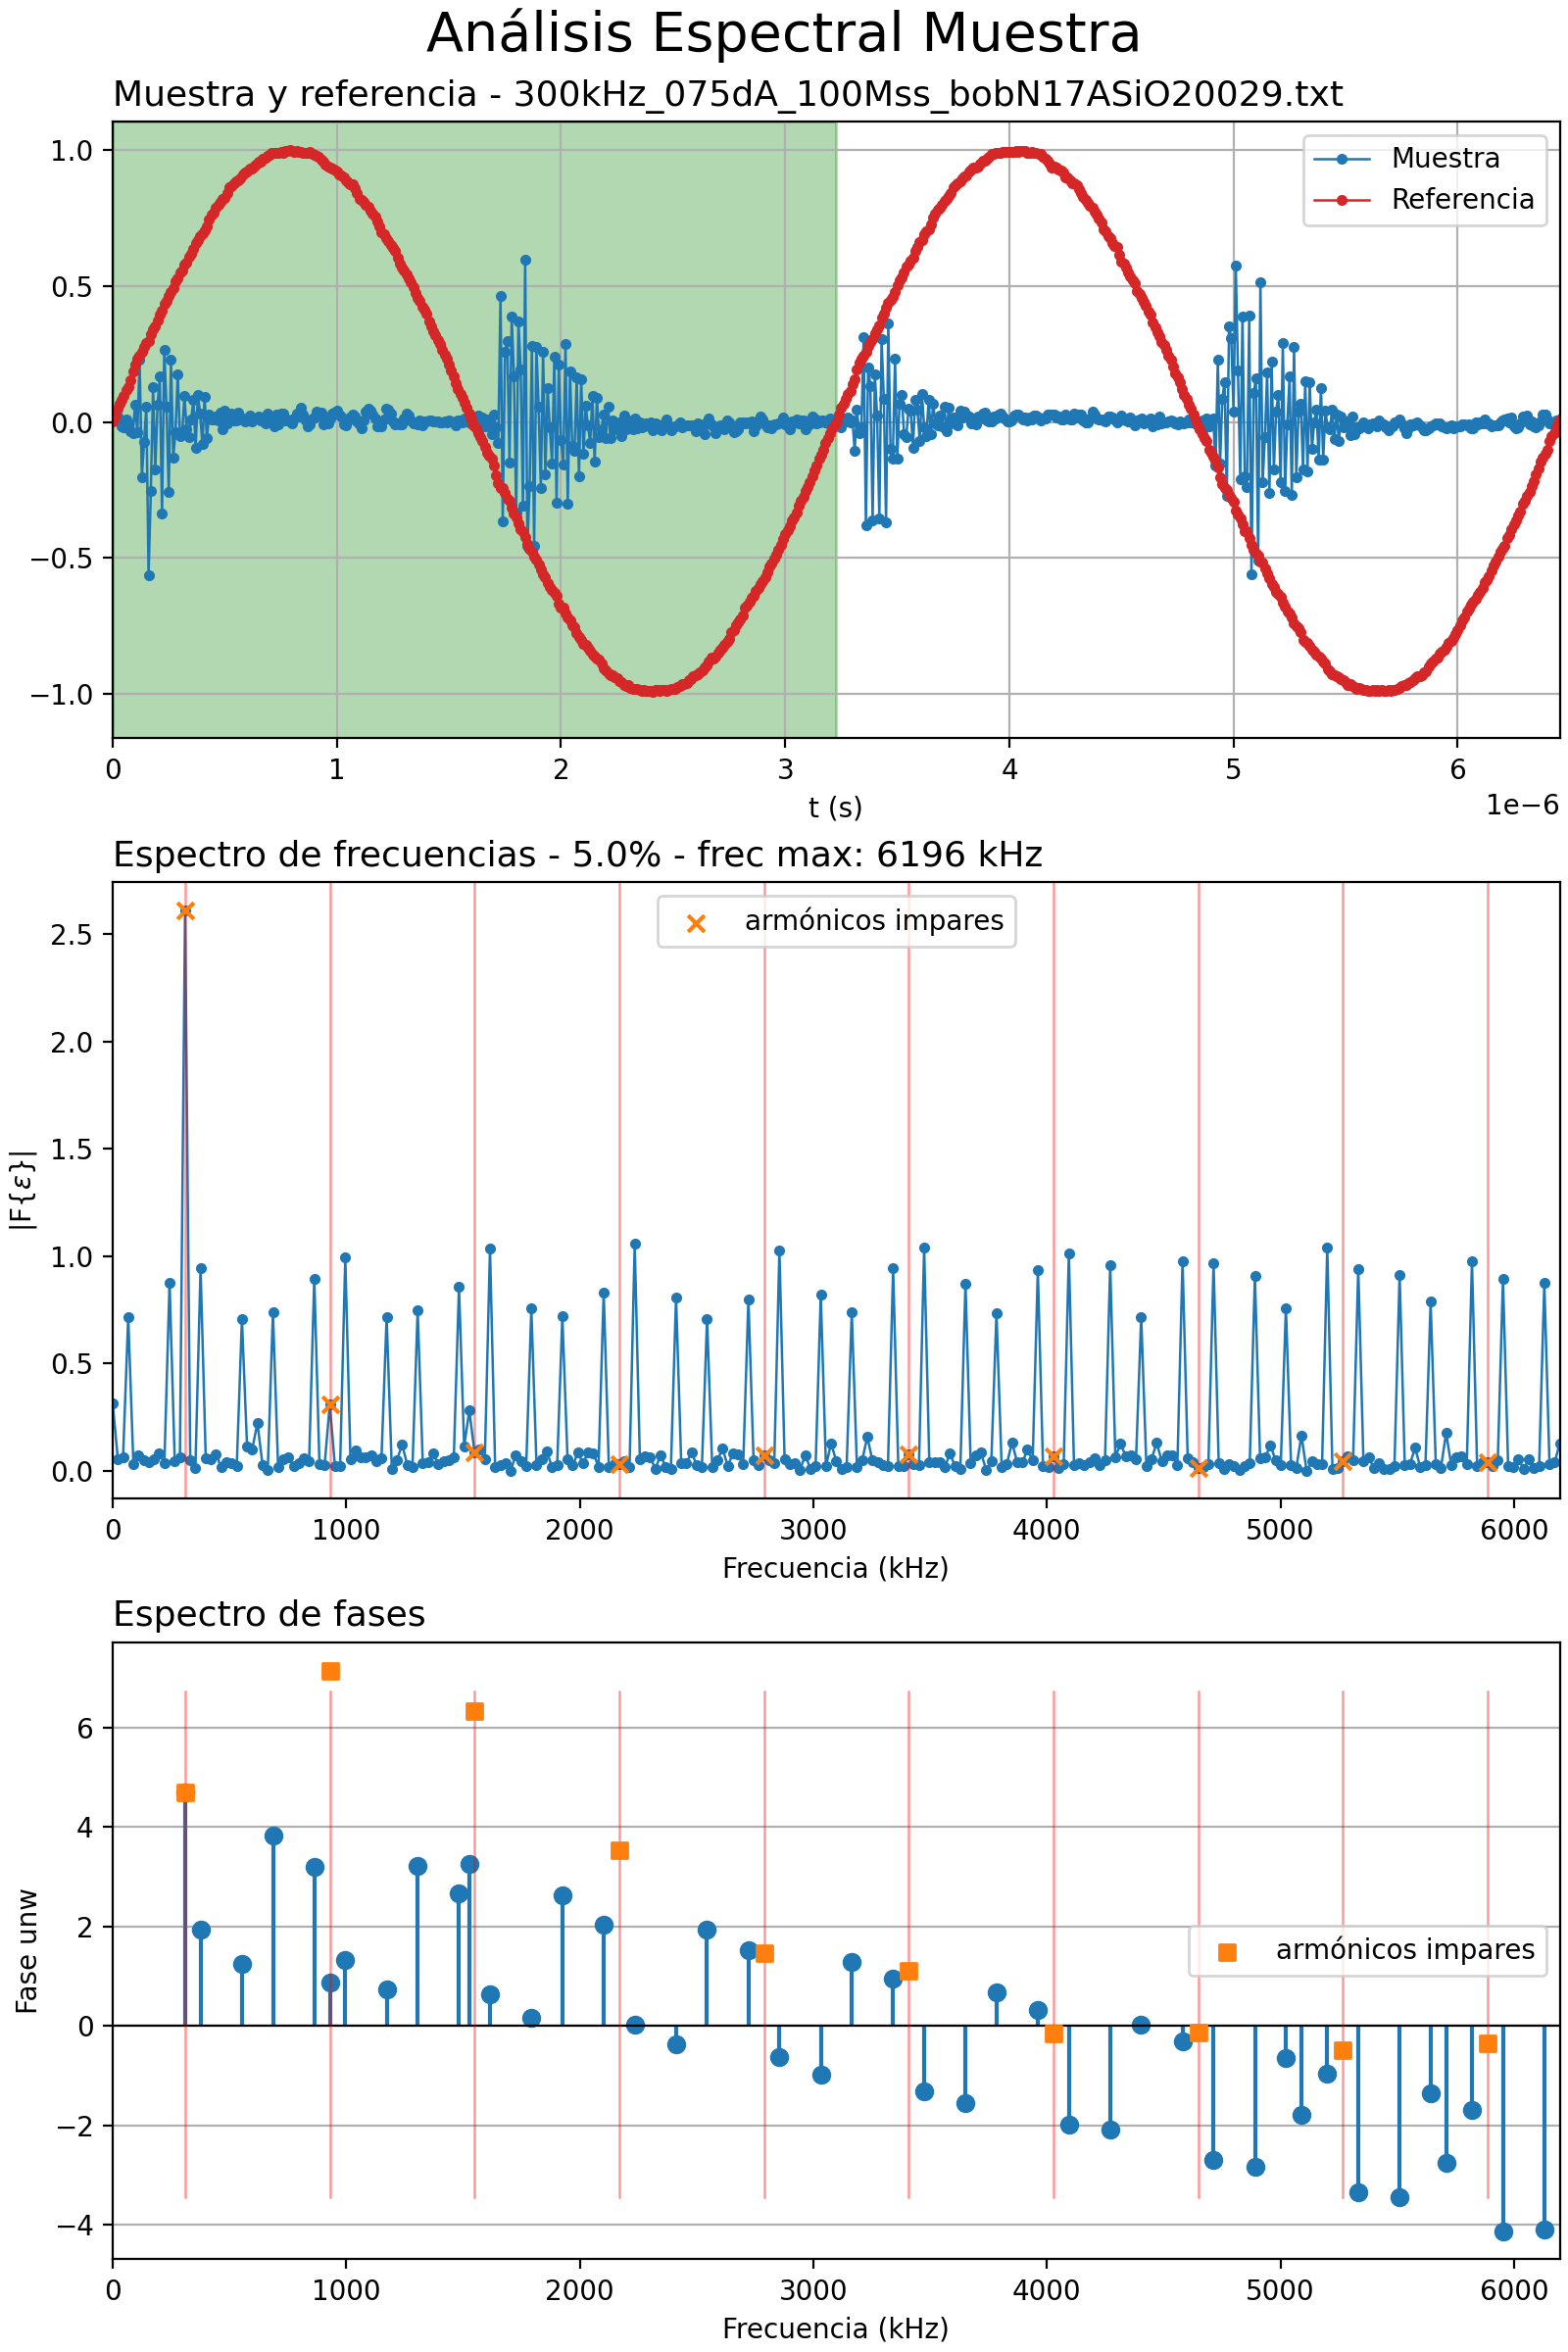 Análisis Espectral Muestra
Muestra y referencia - 300kHz_075dA_100Mss_bobN17ASiO20029.txt
1.0
0.5
0.0
−0.5
−1.0
Muestra
Referencia
0 1 2 3 4 5 6
t (s)
1e−6
Espectro de frecuencias - 5.0% - frec max: 6196 kHz
|F{ε}|
2.5
2.0
1.5
1.0
0.5
0.0
armónicos impares
0 1000 2000 3000 4000 5000 6000
Frecuencia (kHz)
Espectro de fases
Fase unw
6
4
2
0
−2
−4
armónicos impares
0 1000 2000 3000 4000 5000 6000
Frecuencia (kHz)